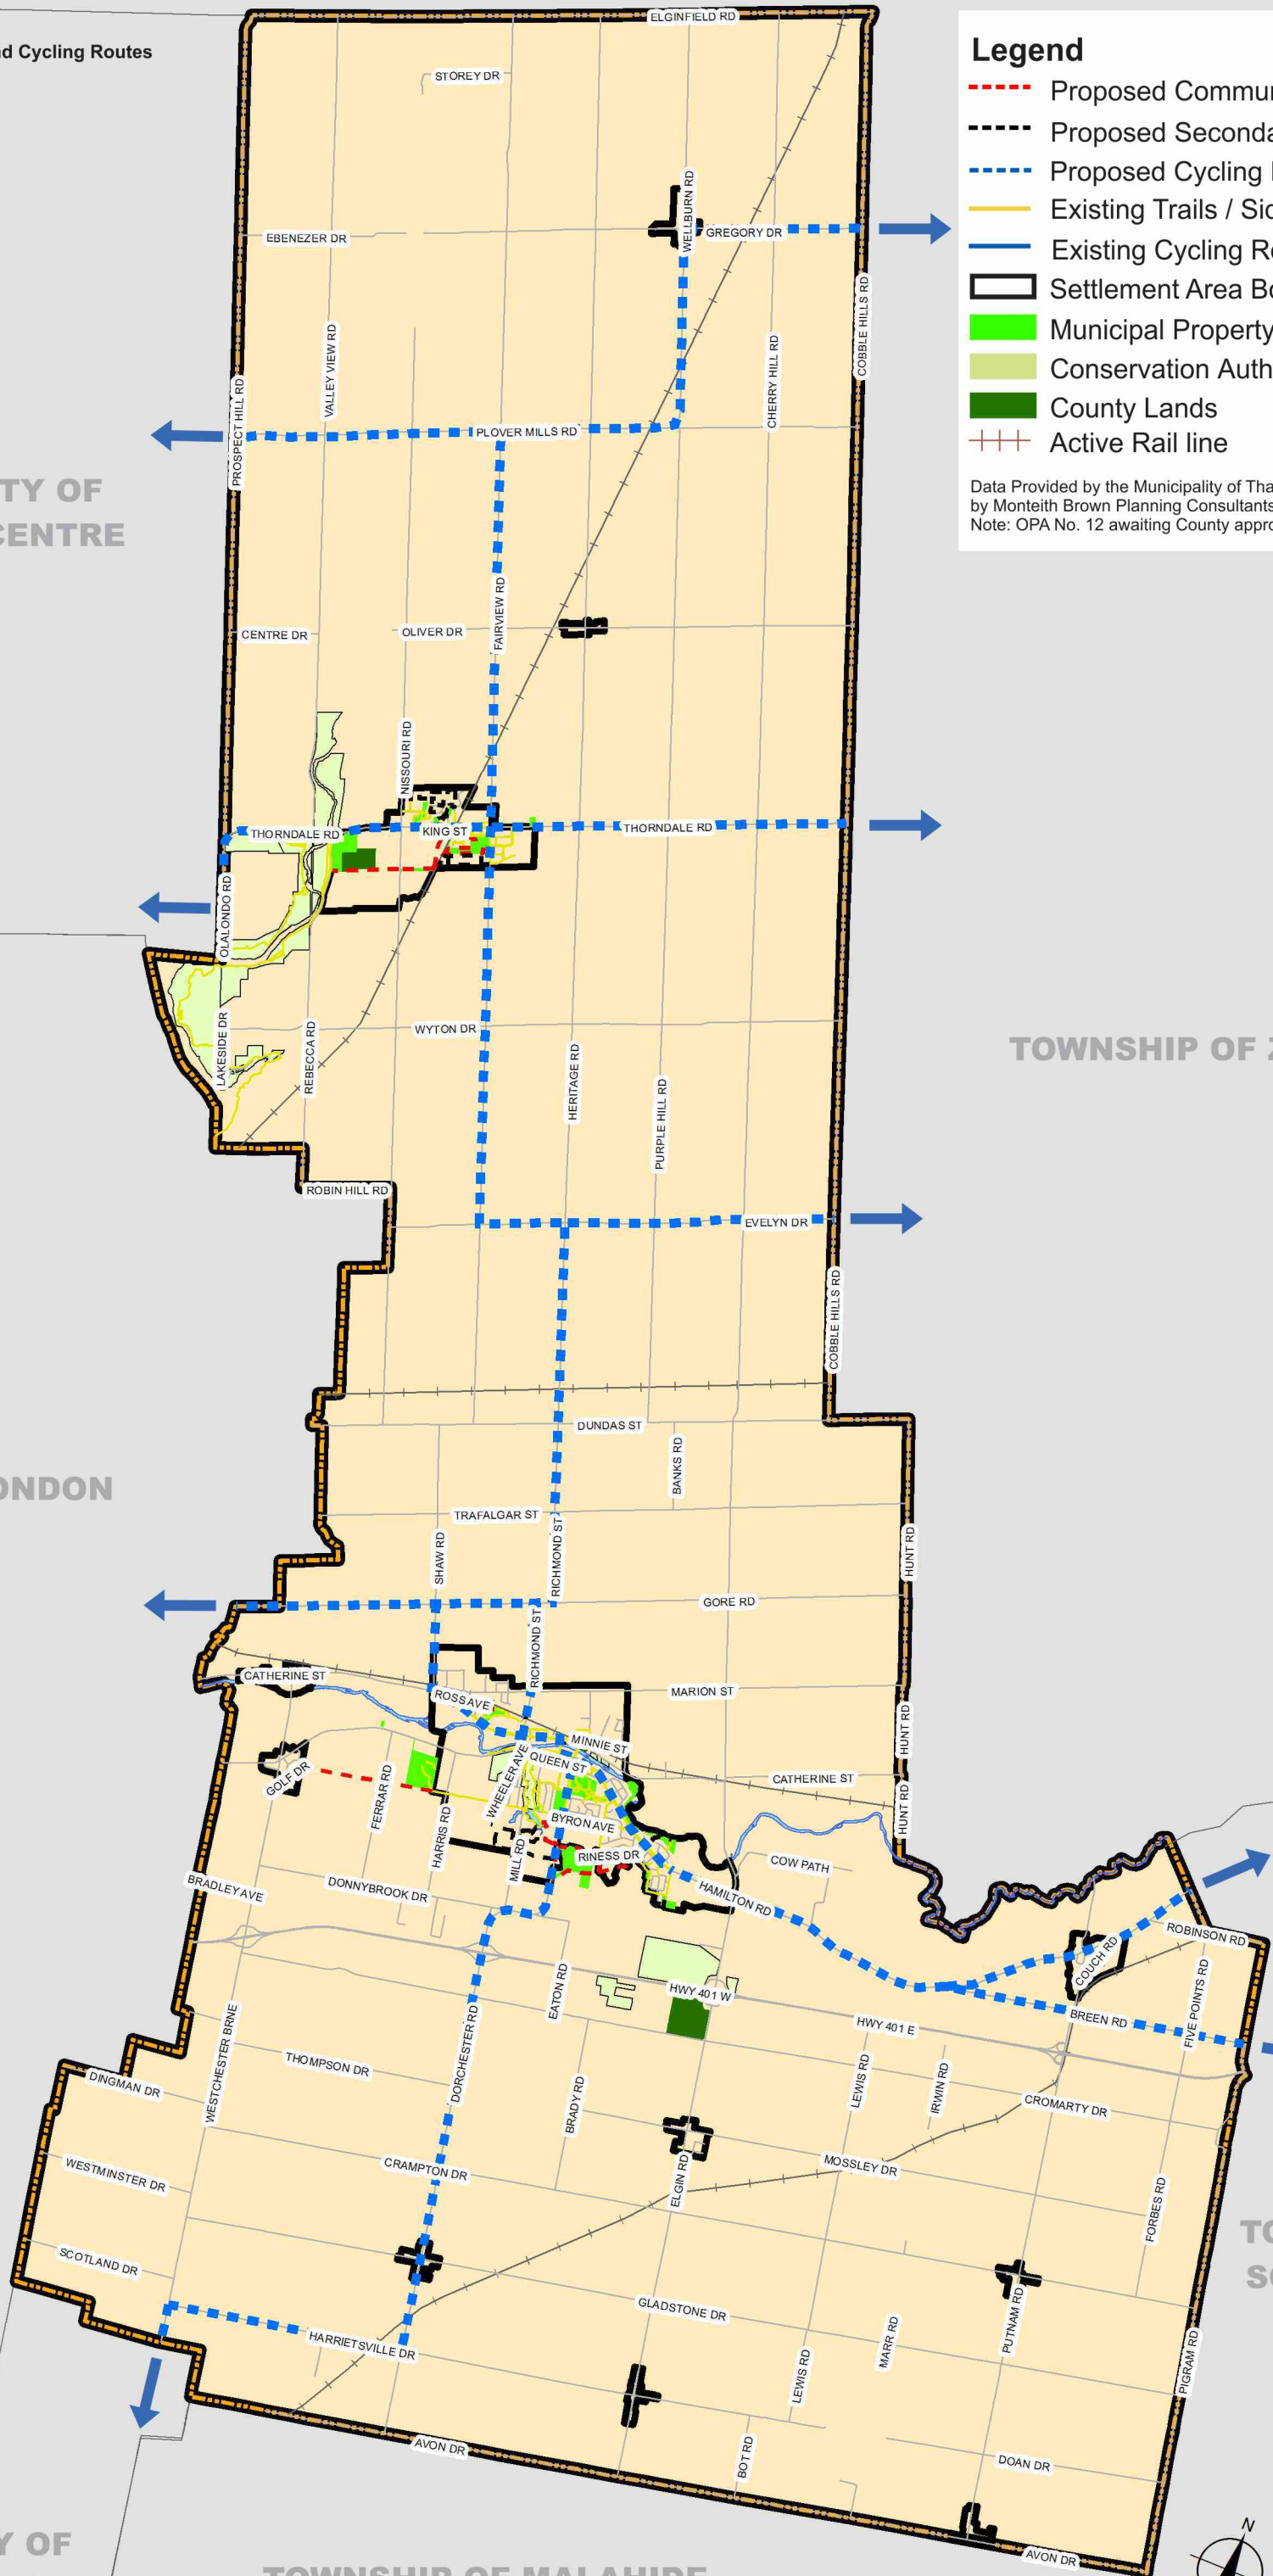 d Cycling Routes
Legend
Proposed Commu
Proposed Seconda
Proposed Cycling
Existing Trails / Si
Existing Cycling R
Settlement Area Bo
Municipal Property
Conservation Auth
County Lands
Active Rail line
Data Provided by the Municipality of Tha
by Monteith Brown Planning Consultants
Note: OPA No. 12 awaiting County appro
ELGINFIELD RD
STOREY DR
WELLBURN RD
EBENEZER DR
GREGORY DR
COBBLE HILLS RD
VALLEY VIEW RD
CHERRY HILL RD
PROSPECT HILL RD
PLOVER MILLS RD
TY OF
CENTRE
FAIRVIEW RD
CENTRE DR
OLIVER DR
NISSOURI RD
THORNDALE RD
KING ST
THORNDALE RD
OLALONDO RD
LAKESIDE DR
REBECCA RD
WYTON DR
HERITAGE RD
PURPLE HILL RD
TOWNSHIP OF Z
ROBIN HILL RD
EVELYN DR
COBBLE HILLS RD
DUNDAS ST
BANKS RD
ONDON
TRAFALGAR ST
SHAW RD
RICHMOND ST
HUNT RD
GORE RD
RICHMOND ST
CATHERINE ST
ROSS AVE
MARION ST
HUNT RD
MINNIE ST
QUEEN ST
GOLF DR
WHEELER AVE
CATHERINE ST
FERRAR RD
HARRIS RD
BYRON AVE
HUNT RD
MILL RD
RINESS DR
COW PATH
BRADLEY AVE
DONNYBROOK DR
HAMILTON RD
ROBINSON RD
COUCH RD
EATON RD
HWY 401 W
FIVE POINTS RD
HWY 401 E
BREEN RD
WESTCHESTER BRNE
DORCHESTER RD
THOMPSON DR
DINGMAN DR
BRADY RD
LEWIS RD
IRWIN RD
CROMARTY DR
WESTMINSTER DR
CRAMPTON DR
ELGIN RD
MOSSLEY DR
FORBES RD
TO
SO
SCOTLAND DR
GLADSTONE DR
PUTNAM RD
HARRIETSVILLE DR
MARR RD
LEWIS RD
PIGRAM RD
AVON DR
BOT RD
DOAN DR
N
Y OF
AVON DR
TOWNSHIP OF MALAHIDE